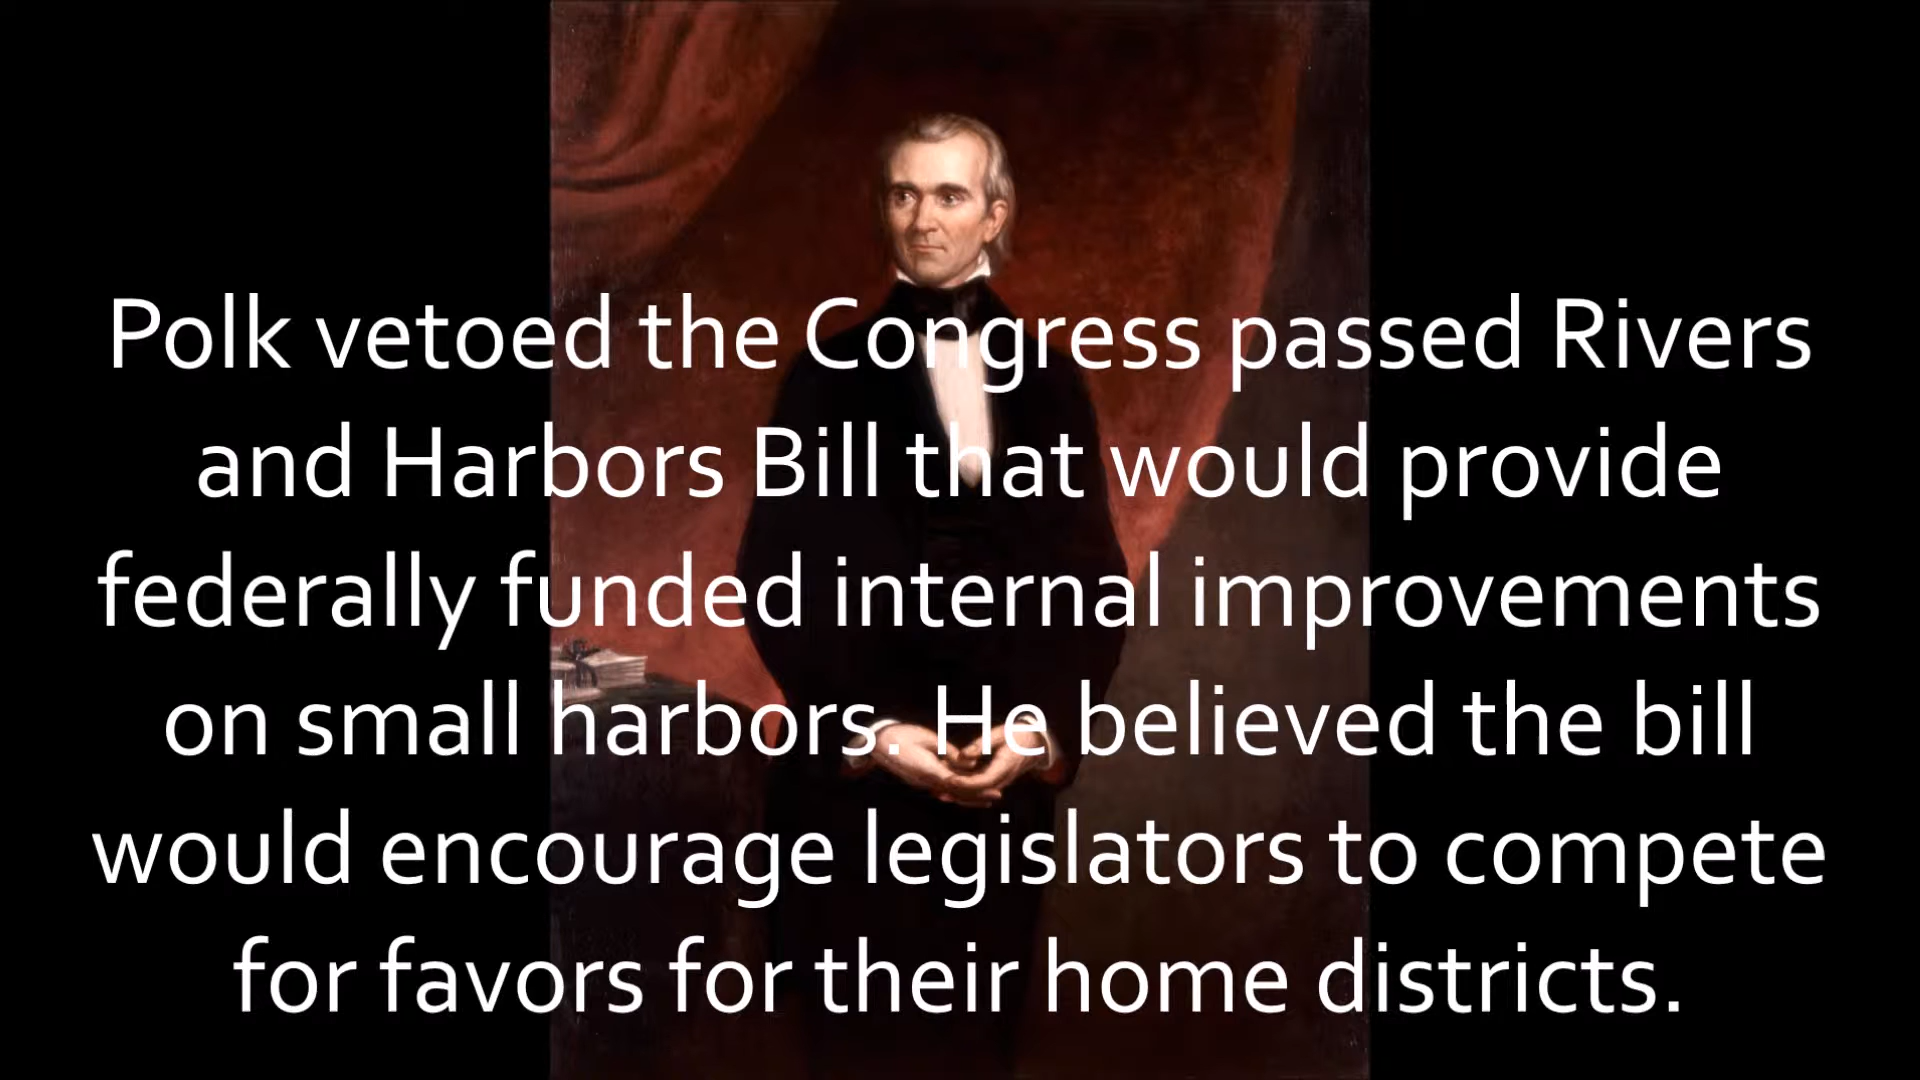 Polk vetoed the Congress passed Rivers
and Harbors Bill that would provide
federally funded internal improvements
on small harbors. He believed the bill
would encourage legislators to compete
for favors for their home districts.